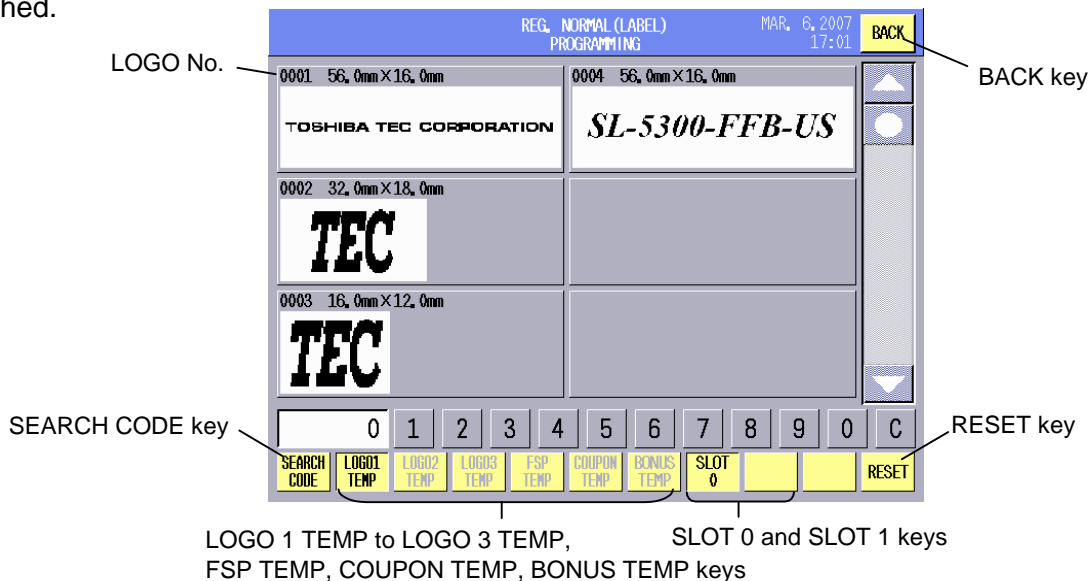 hed.
REG. NORMAL(LABEL)
PROGRAMMING
MAR. 6,2007
17:01
BACK
LOGO No.
BACK key
0001 56.0mm×16.0mm
TOSHIBA TEC CORPORATION
0004 56.0mm×16.0mm
SL-5300-FFB-US
0002 32.0mm×18.0mm
TEC
0003 16.0mm×12.0mm
TEC
SEARCH CODE key
0 1 2 3 4 5 6 7 8 9 0 C
RESET key
SEARCH CODE
LOGO1 TEMP
LOGO2 TEMP
LOGO3 TEMP
FSP TEMP
COUPON TEMP
BONUS TEMP
SLOT 0
RESET
LOGO 1 TEMP to LOGO 3 TEMP,
FSP TEMP, COUPON TEMP, BONUS TEMP keys
SLOT 0 and SLOT 1 keys